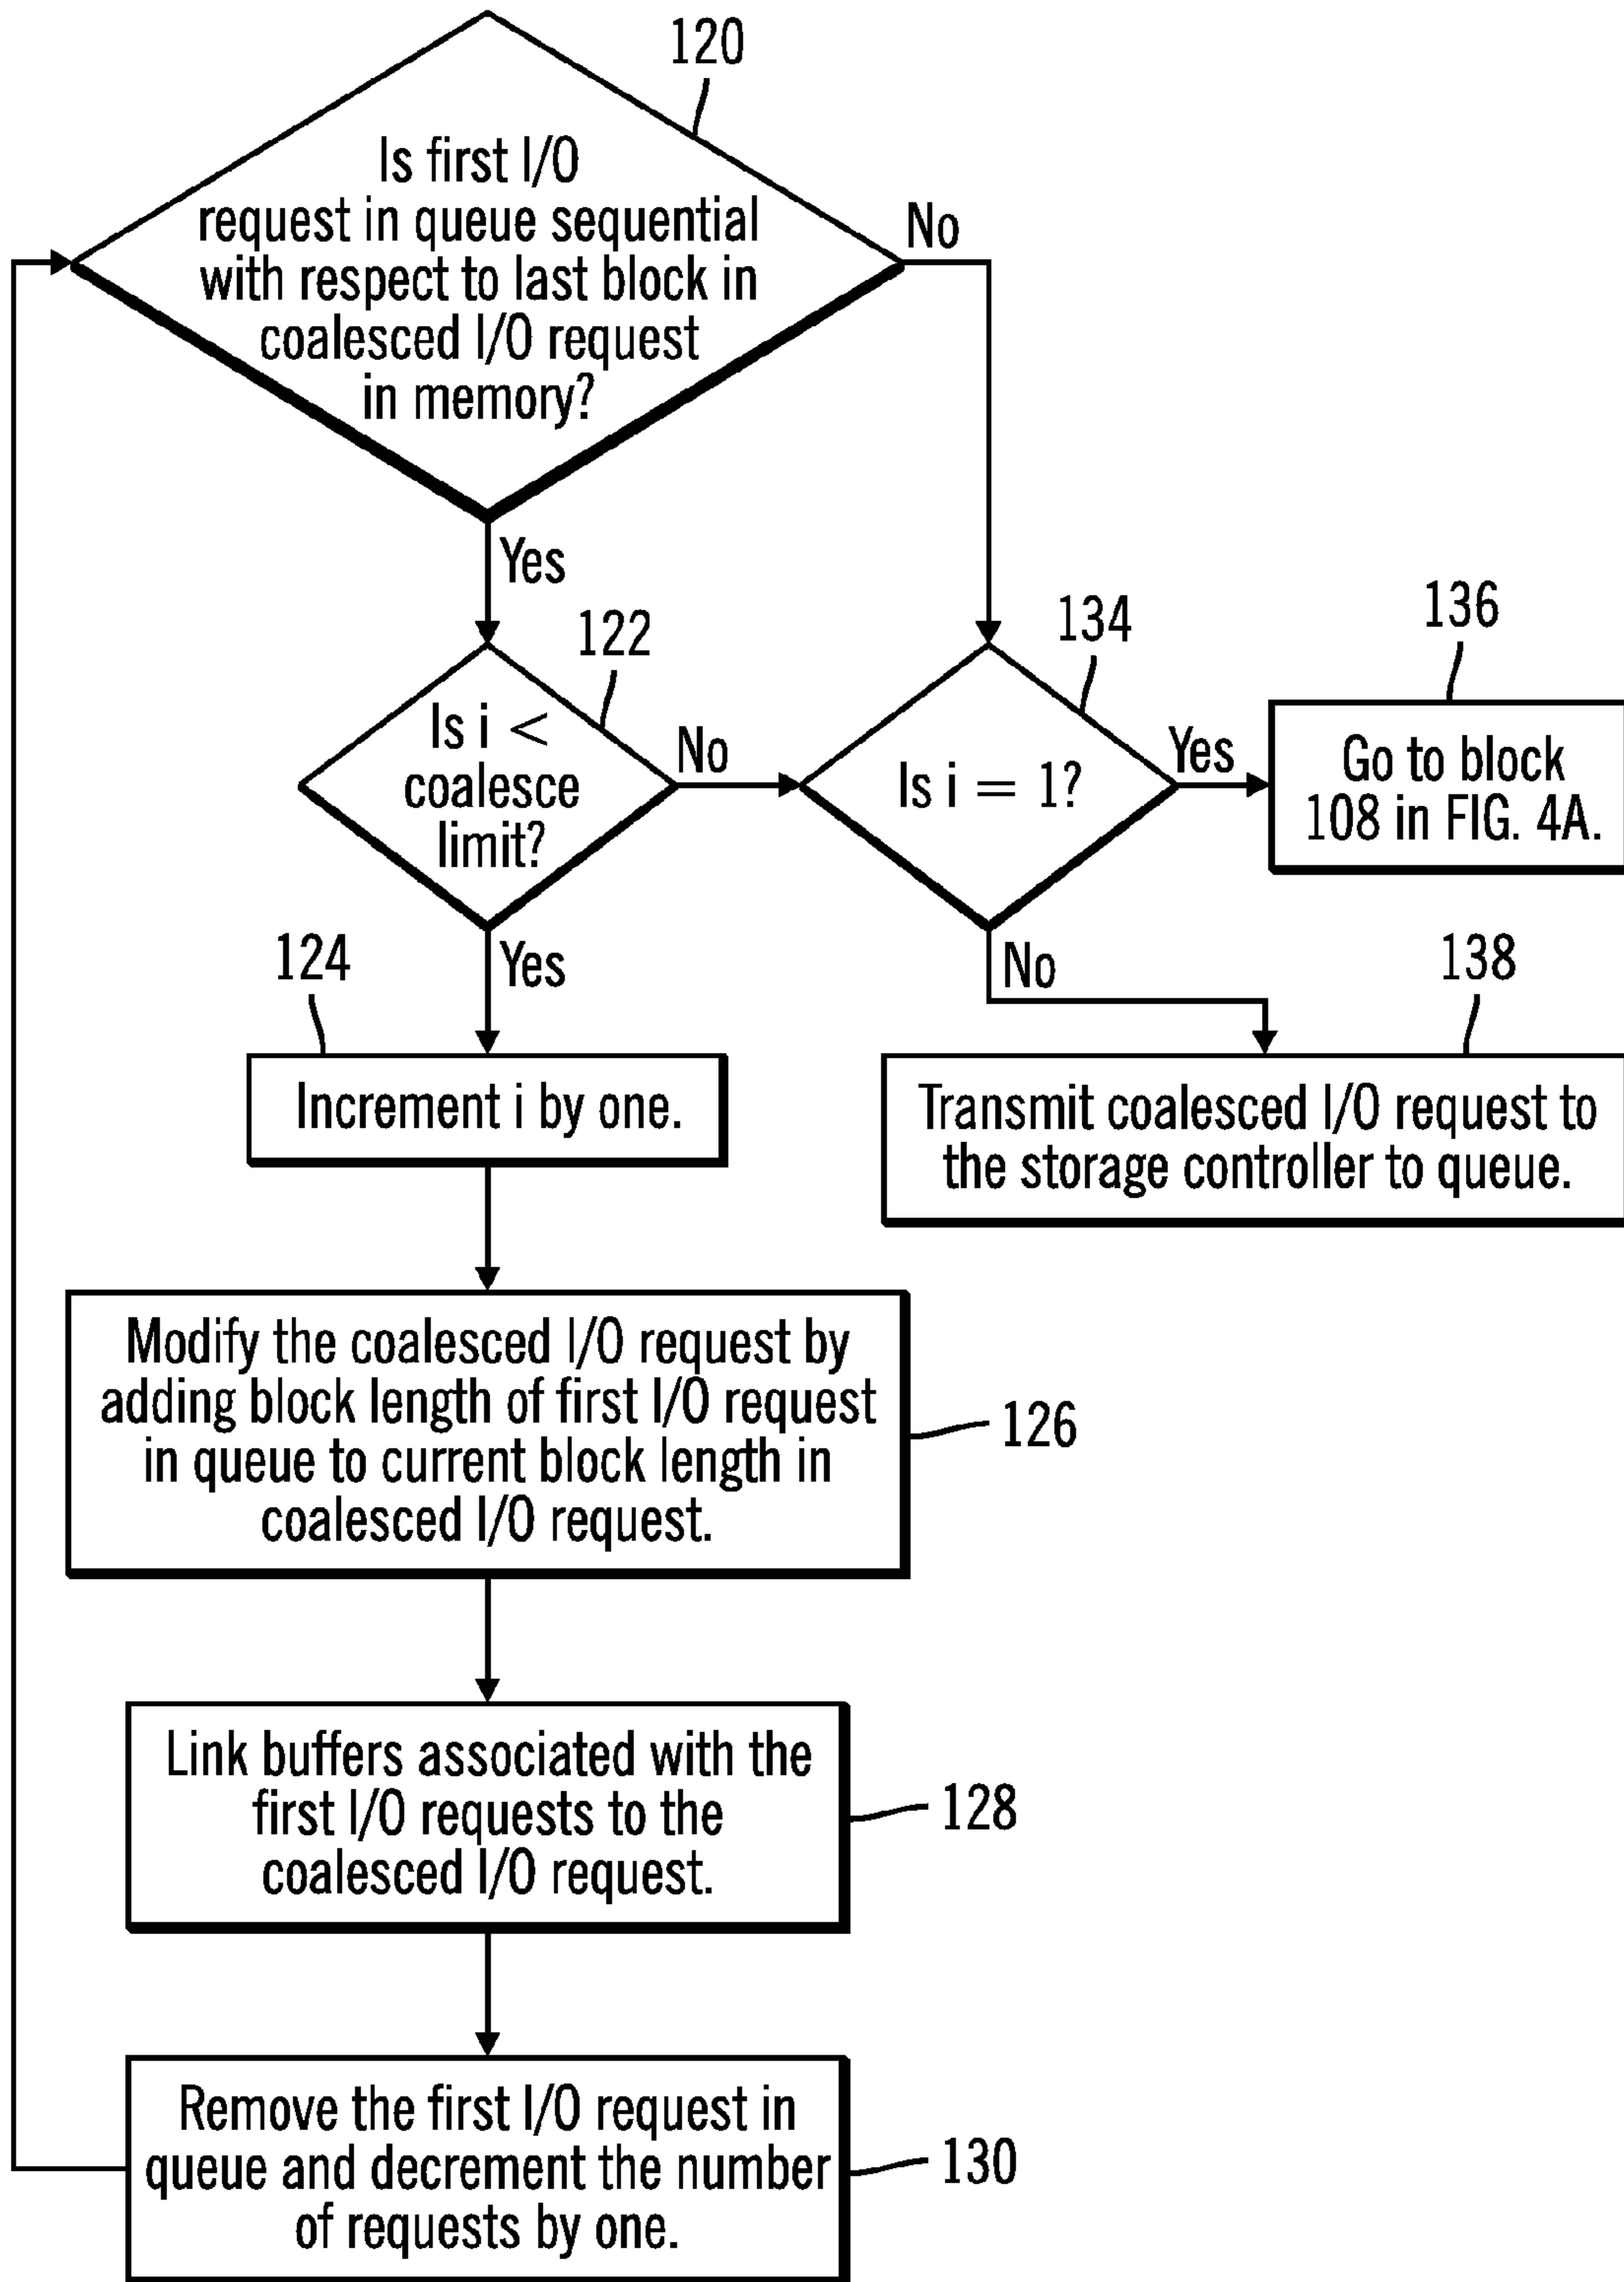 120
Is first I/O
request in queue sequential
with respect to last block in
coalesced I/O request
in memory?
No
Yes
122
134
136
Is i <
coalesce
limit?
No
Is i = 1?
Yes
Go to block
108 in FIG. 4A.
124
Yes
No
138
Increment i by one.
Transmit coalesced I/O request to
the storage controller to queue.
Modify the coalesced I/O request by
adding block length of first I/O request
in queue to current block length in
coalesced I/O request.
126
Link buffers associated with the
first I/O requests to the
coalesced I/O request.
128
Remove the first I/O request in
queue and decrement the number
of requests by one.
130